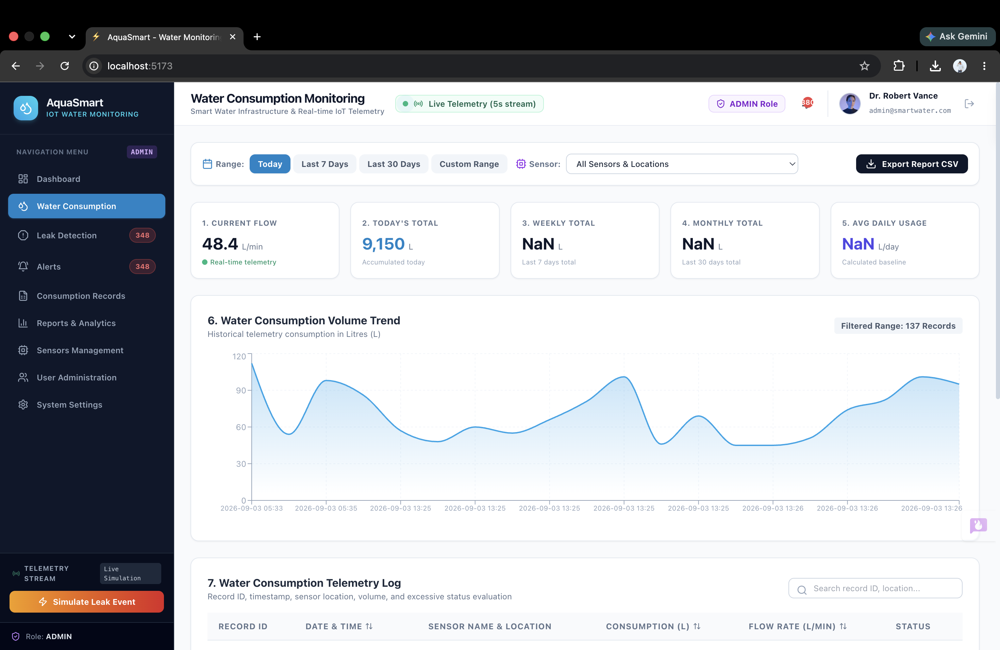 AquaSmart - Water Monitoring
Ask Gemini
localhost:5173
AquaSmart
IOT WATER MONITORING
NAVIGATION MENU
ADMIN
Dashboard
Water Consumption
Leak Detection
348
Alerts
348
Consumption Records
Reports & Analytics
Sensors Management
User Administration
System Settings
TELEMETRY
STREAM
Live
Simulation
Simulate Leak Event
Role: ADMIN
Water Consumption Monitoring
Smart Water Infrastructure & Real-time IoT Telemetry
Live Telemetry (5s stream)
ADMIN Role
380
Dr. Robert Vance
admin@smartwater.com
Range:
Today
Last 7 Days
Last 30 Days
Custom Range
Sensor:
All Sensors & Locations
Export Report CSV
1. CURRENT FLOW
48.4 L/min
Real-time telemetry
2. TODAY'S TOTAL
9,150 L
Accumulated today
3. WEEKLY TOTAL
NaN L
Last 7 days total
4. MONTHLY TOTAL
NaN L
Last 30 days total
5. AVG DAILY USAGE
NaN L/day
Calculated baseline
6. Water Consumption Volume Trend
Historical telemetry consumption in Litres (L)
Filtered Range: 137 Records
120
90
60
30
0
2026-09-03 05:33
2026-09-03 05:35
2026-09-03 13:25
2026-09-03 13:25
2026-09-03 13:25
2026-09-03 13:25
2026-09-03 13:25
2026-09-03 13:26
2026-09-03 13:26
2026-09-03 13:26
7. Water Consumption Telemetry Log
Record ID, timestamp, sensor location, volume, and excessive status evaluation
Search record ID, location...
RECORD ID
DATE & TIME
SENSOR NAME & LOCATION
CONSUMPTION (L)
FLOW RATE (L/MIN)
STATUS